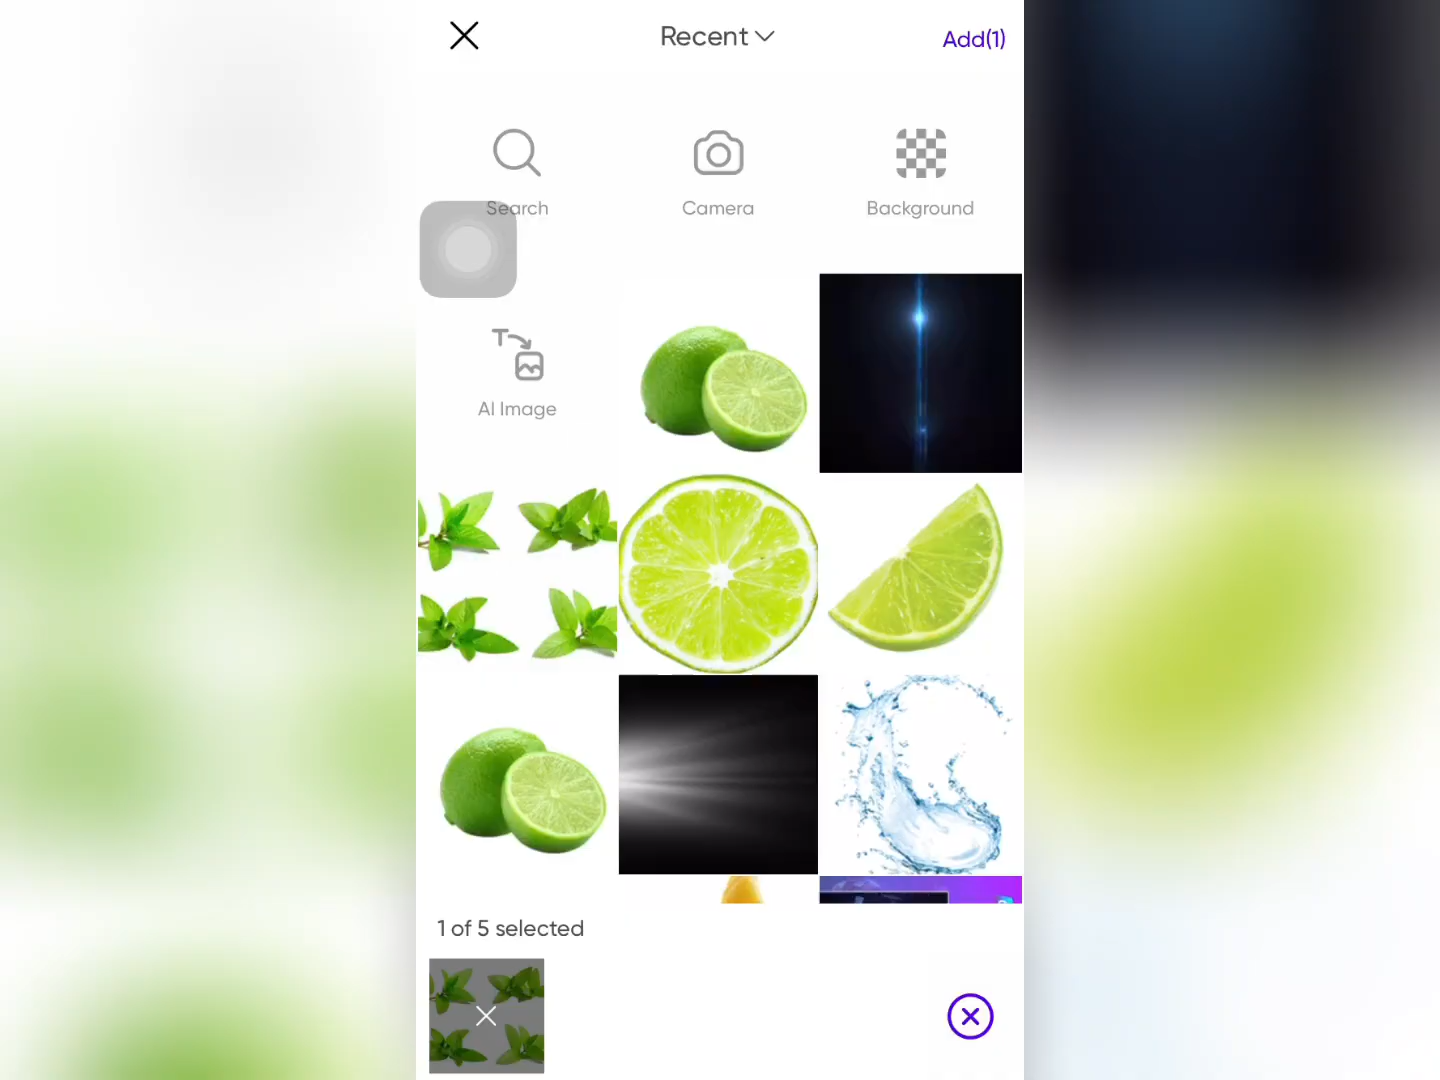 Recent
Add(1)
Search
Camera
Background
AI Image
1 of 5 selected